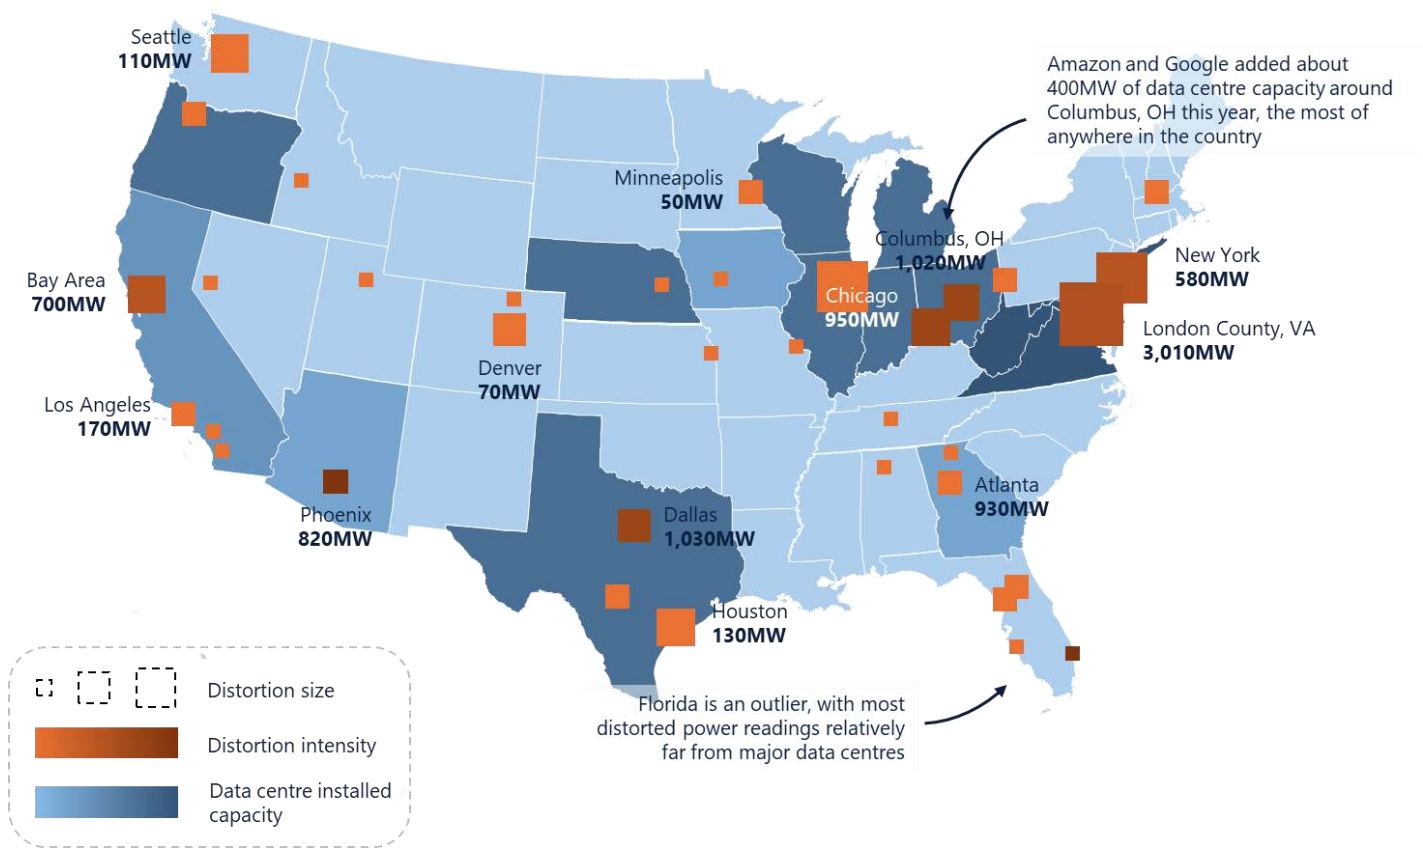 Seattle
110MW
Amazon and Google added about
400MW of data centre capacity around
Columbus, OH this year, the most of
anywhere in the country
Minneapolis
50MW
Columbus, OH
1,020MW
New York
580MW
Bay Area
700MW
Chicago
950MW
London County, VA
3,010MW
Denver
70MW
Los Angeles
170MW
Atlanta
930MW
Phoenix
820MW
Dallas
1,030MW
Houston
130MW
Florida is an outlier, with most
distorted power readings relatively
far from major data centres
Distortion size
Distortion intensity
Data centre installed
capacity